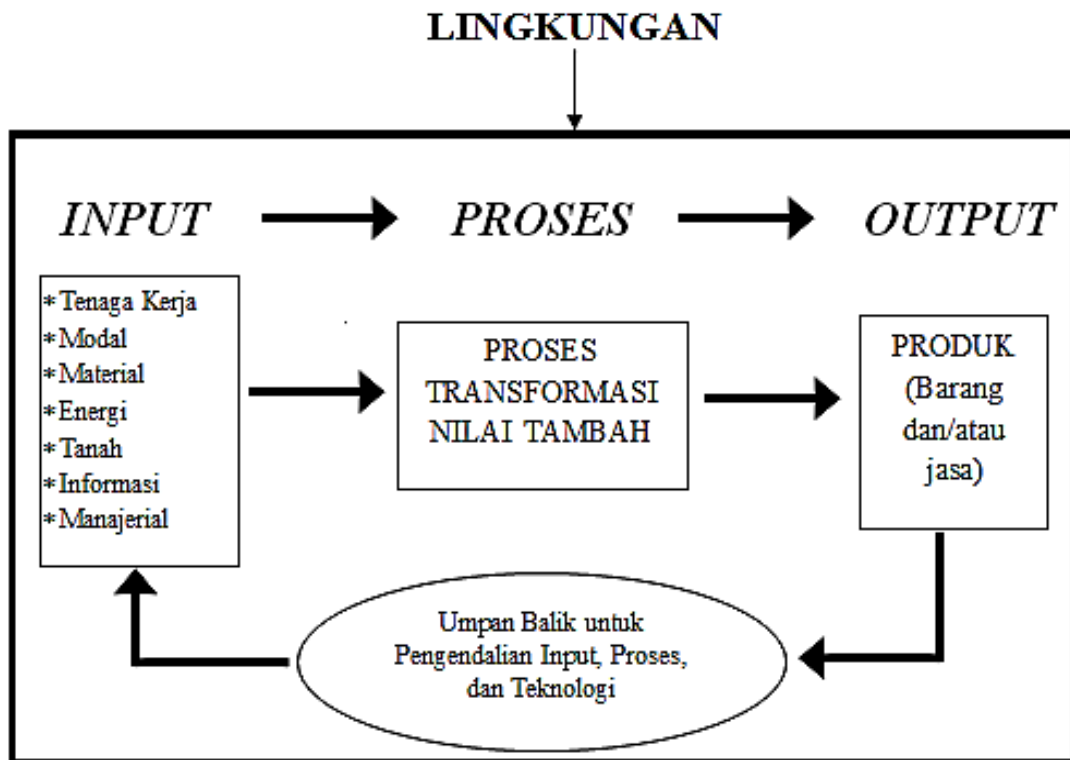 LINGKUNGAN
INPUT
PROSES
OUTPUT
*Tenaga Kerja
*Modal
*Material
*Energi
*Tanah
*Informasi
*Manajerial
PROSES
TRANSFORMASI
NILAI TAMBAH
PRODUK
(Barang
dan/atau
jasa)
Umpan Balik untuk
Pengendalian Input, Proses,
dan Teknologi